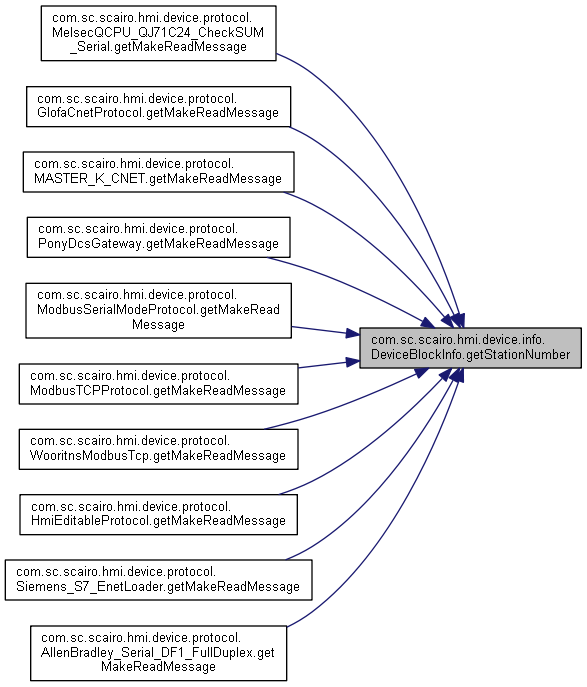 com.sc.scairo.hmi.device.protocol.
MelsecQCPU_QJ71C24_CheckSUM
_Serial.getMakeReadMessage
com.sc.scairo.hmi.device.protocol.
GlofaCnetProtocol.getMakeReadMessage
com.sc.scairo.hmi.device.protocol.
MASTER_K_CNET.getMakeReadMessage
com.sc.scairo.hmi.device.protocol.
PonyDcsGateway.getMakeReadMessage
com.sc.scairo.hmi.device.protocol.
ModbusSerialModeProtocol.getMakeRead
Message
com.sc.scairo.hmi.device.info.
DeviceBlockInfo.getStationNumber
com.sc.scairo.hmi.device.protocol.
ModbusTCPProtocol.getMakeReadMessage
com.sc.scairo.hmi.device.protocol.
WooritnsModbusTcp.getMakeReadMessage
com.sc.scairo.hmi.device.protocol.
HmiEditableProtocol.getMakeReadMessage
com.sc.scairo.hmi.device.protocol.
Siemens_S7_EnetLoader.getMakeReadMessage
com.sc.scairo.hmi.device.protocol.
AllenBradley_Serial_DF1_FullDuplex.get
MakeReadMessage